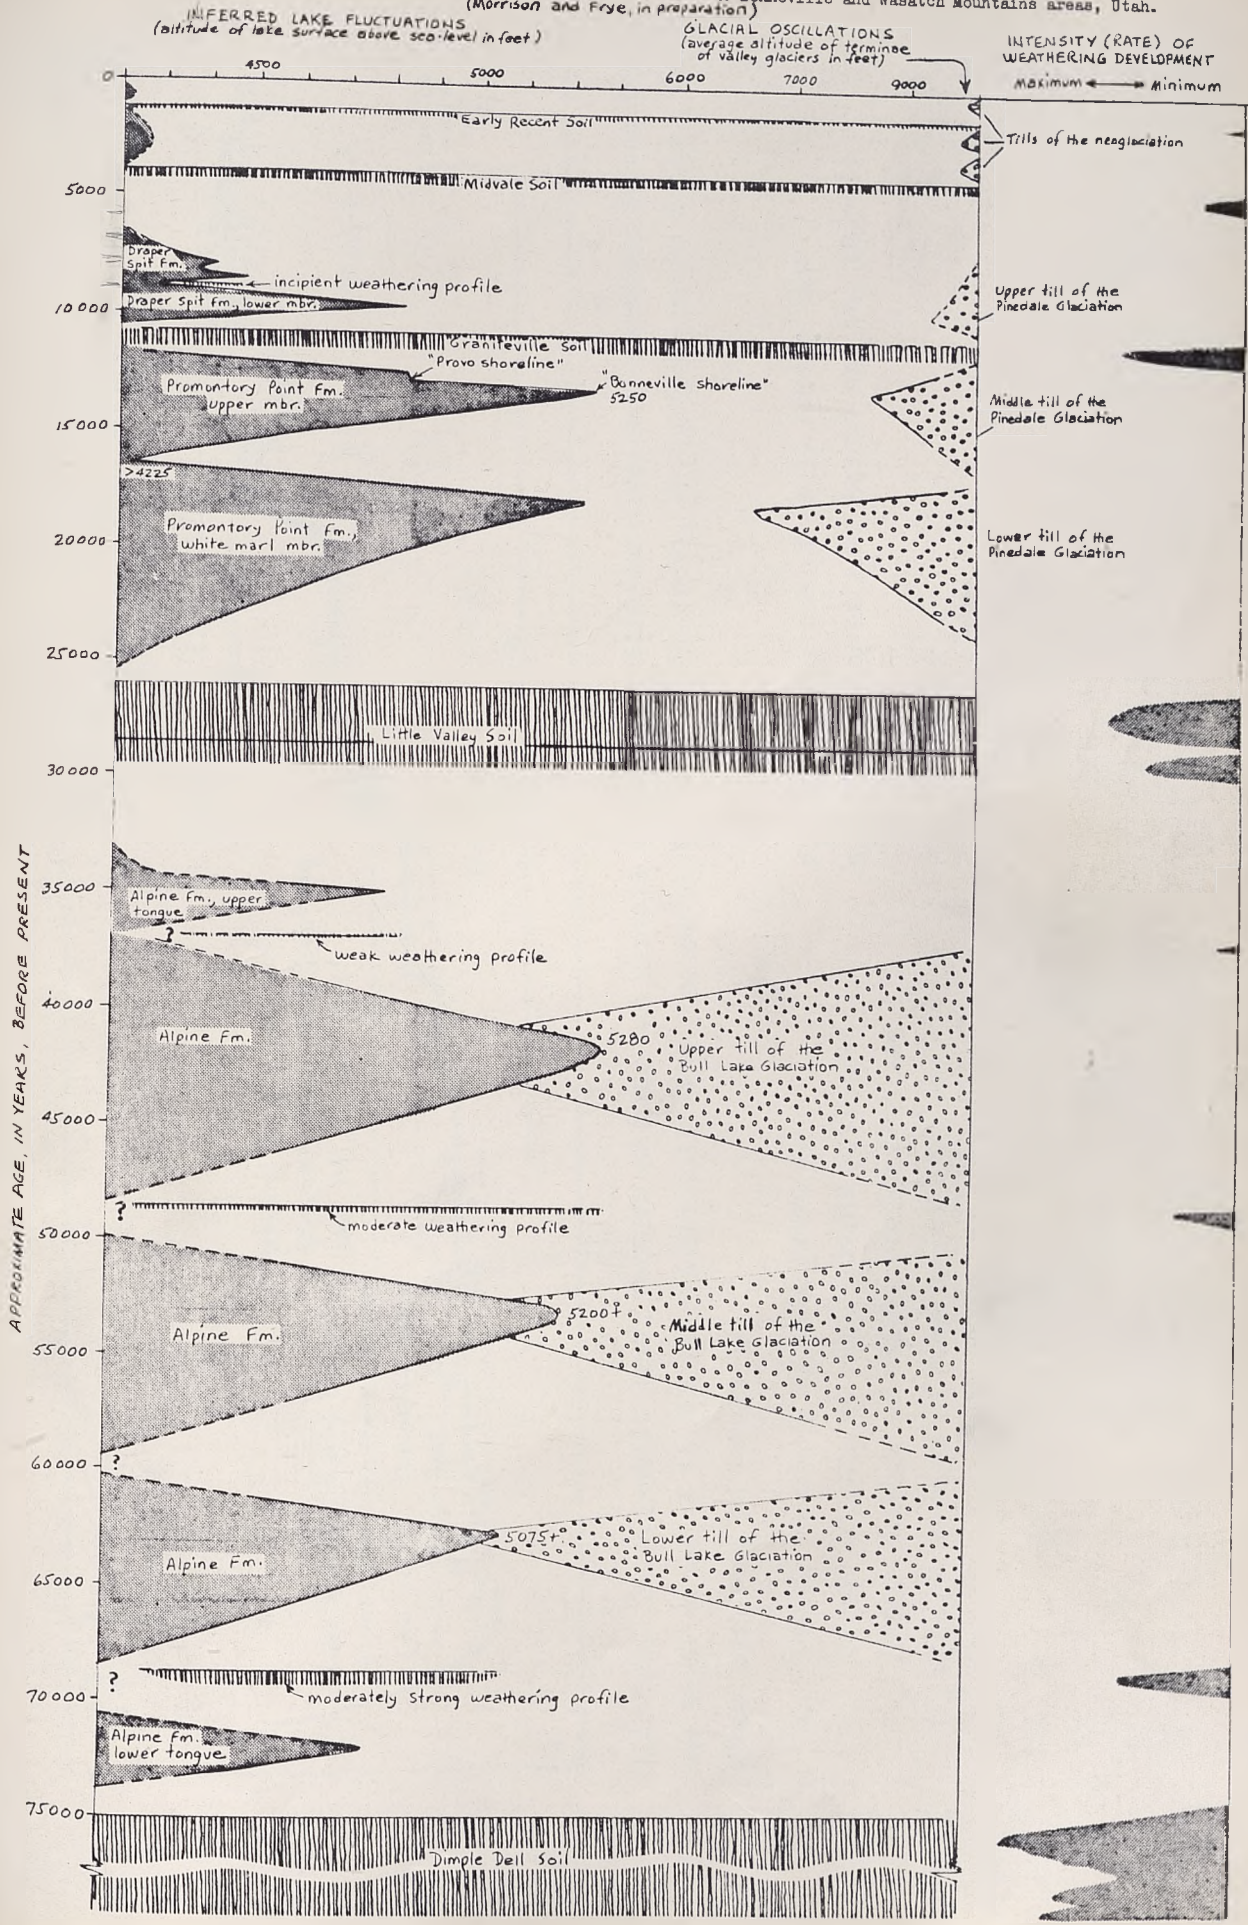 (Morrison and Frye, in preparation)
and Wasatch Mountains areas, Utah.
INFERRED LAKE FLUCTUATIONS
(altitude of lake surface above sea-level in feet)
GLACIAL OSCILLATIONS
(average altitude of terminae
of valley glaciers in feet)
INTENSITY (RATE) OF
WEATHERING DEVELOPMENT
Maximum Minimum
4500 5000 6000 7000 9000
0
Early Recent Soil
Tills of the neoglaciation
5000
Midvale Soil
Draper
Spit Fm.
incipient weathering profile
Draper Spit Fm., lower mbr.
10 000
Upper till of the
Pinedale Glaciation
Graniteville Soil
"Provo shoreline"
Promontory Point Fm.
upper mbr.
"Bonneville shoreline"
5250
15000
Middle till of the
Pinedale Glaciation
>4225
Promontory Point Fm.,
white marl mbr.
20000
Lower till of the
Pinedale Glaciation
25000
Little Valley Soil
30000
APPROXIMATE AGE, IN YEARS, BEFORE PRESENT
35000
Alpine Fm., upper
tongue
?
weak weathering profile
40000
Alpine Fm.
5280
Upper till of the
Bull Lake Glaciation
45000
?
moderate weathering profile
50000
5200+
Alpine Fm.
Middle till of the
Bull Lake Glaciation
55000
60000
?
5075+
Alpine Fm.
Lower till of the
Bull Lake Glaciation
65000
?
70000
moderately strong weathering profile
Alpine Fm.
lower tongue
75000
Dimple Dell Soil